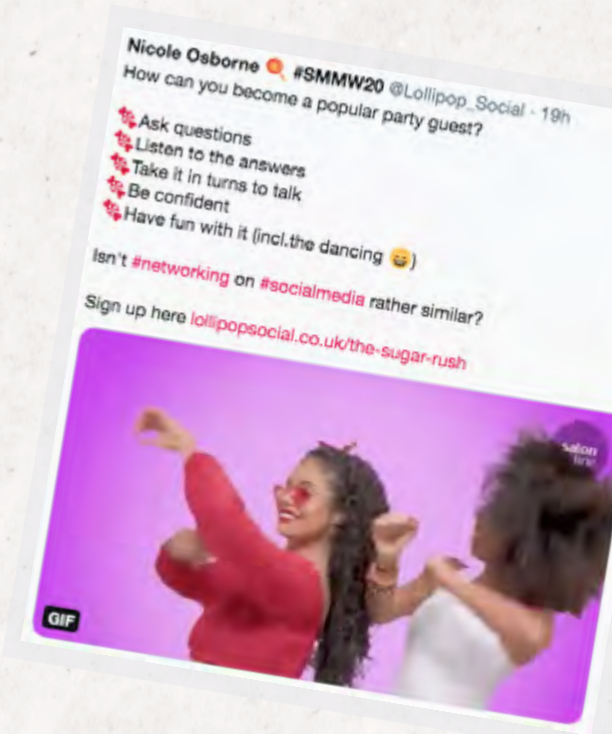 Nicole Osborne 🍭 #SMMW20 @Lollipop_Social · 19h
How can you become a popular party guest?
Ask questions
Listen to the answers
Take it in turns to talk
Be confident
Have fun with it (incl.the dancing 😄)
Isn't #networking on #socialmedia rather similar?
Sign up here lollipopsocial.co.uk/the-sugar-rush
salon
line
GIF